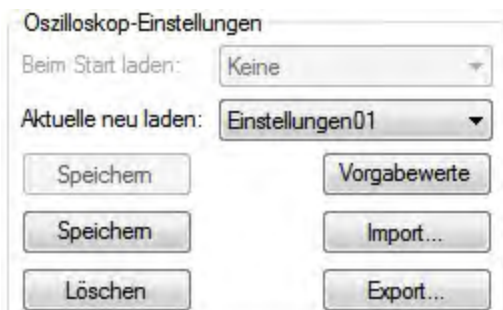 Oszilloskop-Einstellungen
Beim Start laden: Keine
Aktuelle neu laden: Einstellungen01
Speichern Vorgabewerte
Speichern Import...
Löschen Export...